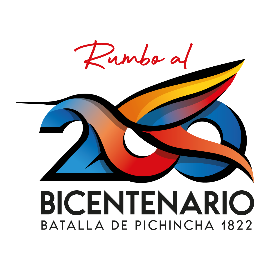 Rumbo al
200
BICENTENARIO
BATALLA DE PICHINCHA 1822